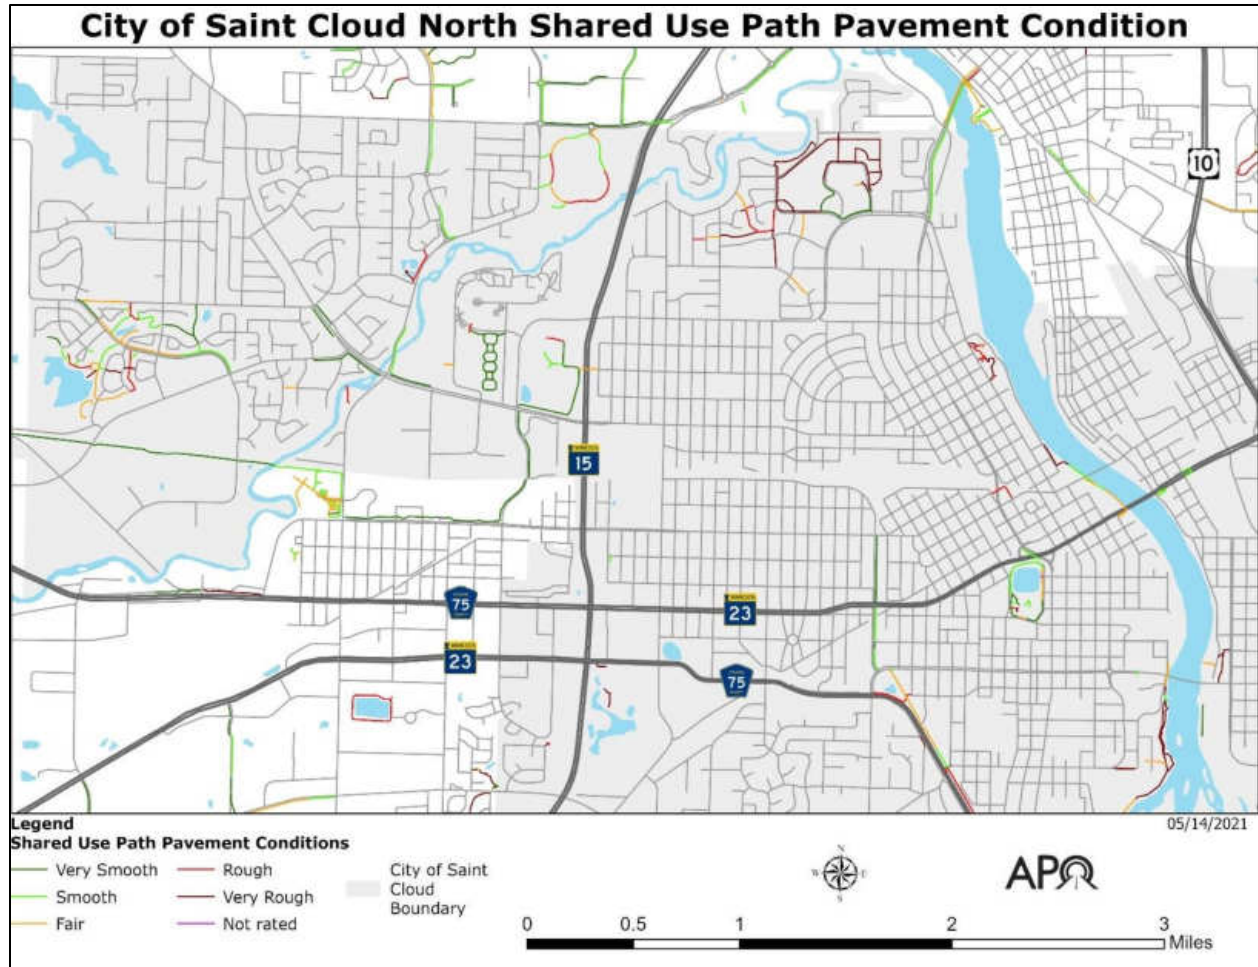 City of Saint Cloud North Shared Use Path Pavement Condition
10
15
75
23
23
75
Legend
05/14/2021
Shared Use Path Pavement Conditions
Very Smooth
Rough
City of Saint
Cloud
Boundary
Smooth
Very Rough
Fair
Not rated
N
W
E
S
APO
0
0.5
1
2
3
Miles